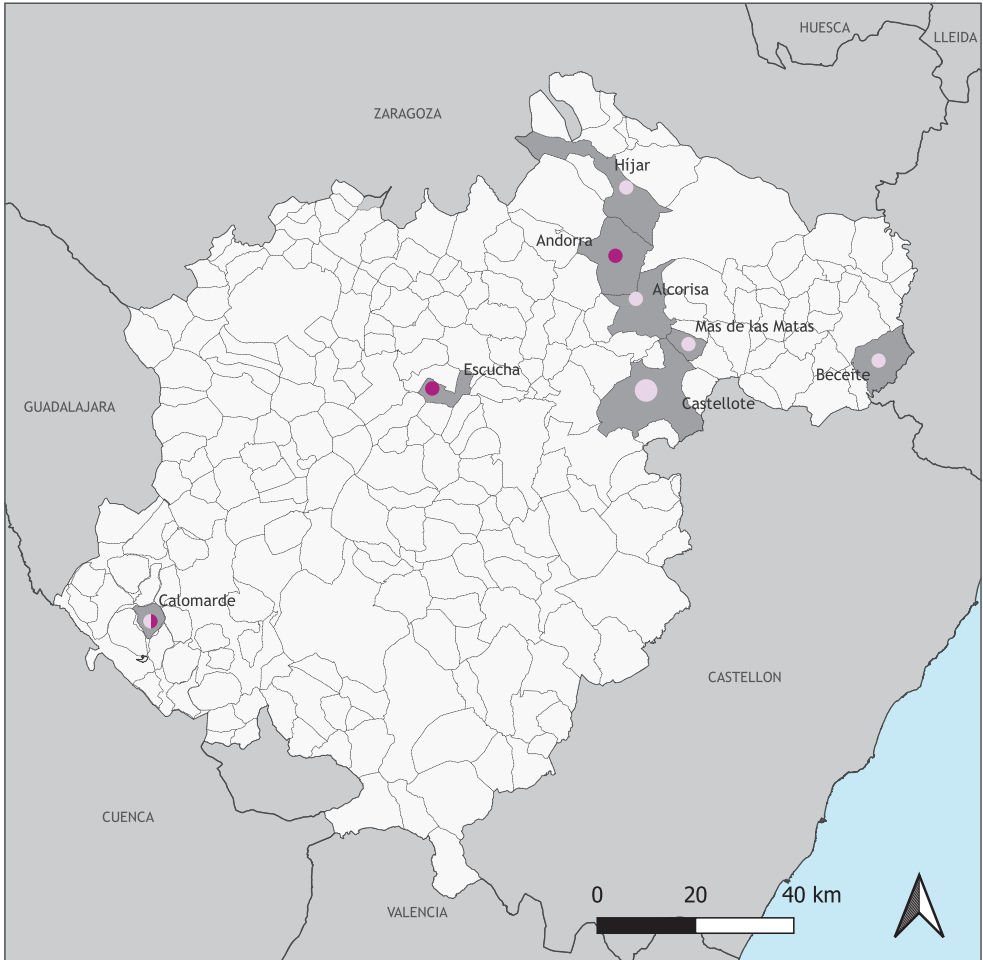 HUESCA
LLEIDA
ZARAGOZA
Híjar
Andorra
Alcorisa
Mas de las Matas
Escucha
Beceite
Castellote
GUADALAJARA
Calomarde
CASTELLON
CUENCA
VALENCIA
0 20 40 km